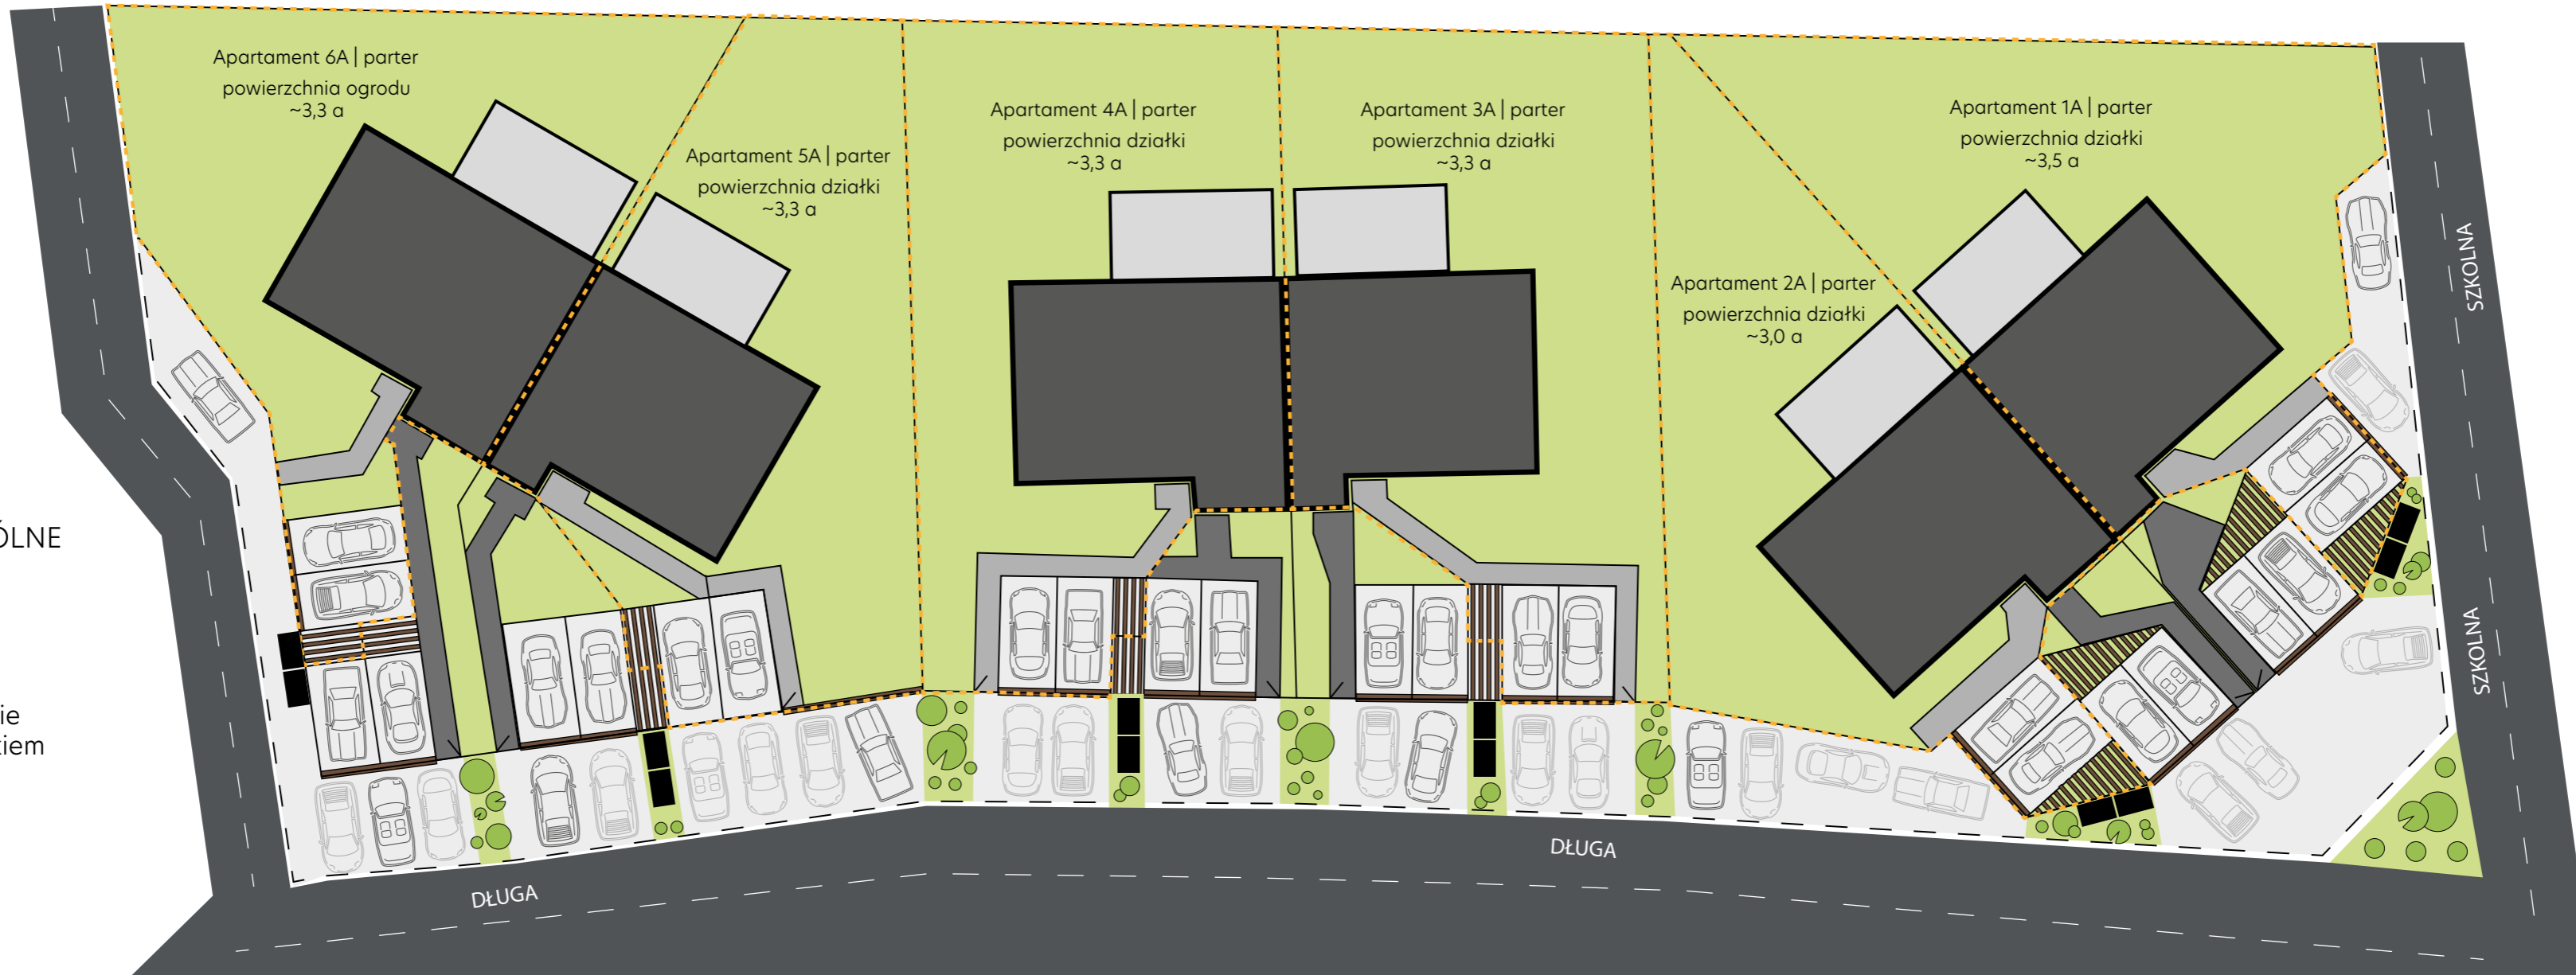 Apartament 6A | parter
powierzchnia ogrodu
~3,3 a
Apartament 5A | parter
powierzchnia działki
~3,3 a
Apartament 4A | parter
powierzchnia działki
~3,3 a
Apartament 3A | parter
powierzchnia działki
~3,3 a
Apartament 2A | parter
powierzchnia działki
~3,0 a
Apartament 1A | parter
powierzchnia działki
~3,5 a
SZKOLNA
SZKOLNA
ÓLNE
DŁUGA
DŁUGA